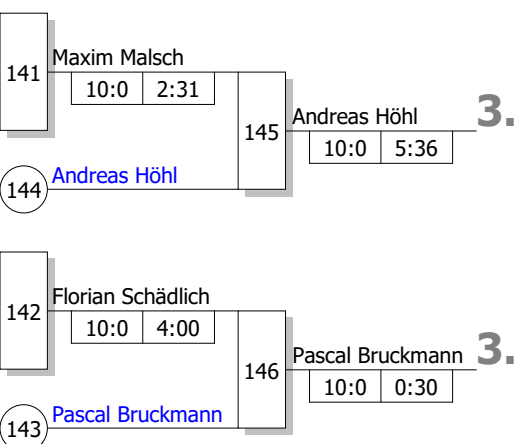 Maxim Malsch
141
10:0 2:31
Andreas Höhl 3.
145
10:0 5:36
Andreas Höhl
144
Florian Schädlich
142
10:0 4:00
Pascal Bruckmann 3.
146
10:0 0:30
Pascal Bruckmann
143